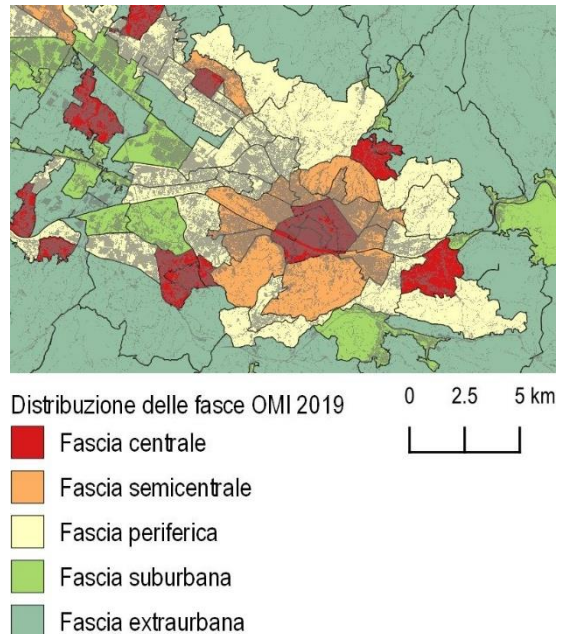 Distribuzione delle fasce OMI 2019
0 2.5 5 km
Fascia centrale
Fascia semicentrale
Fascia periferica
Fascia suburbana
Fascia extraurbana